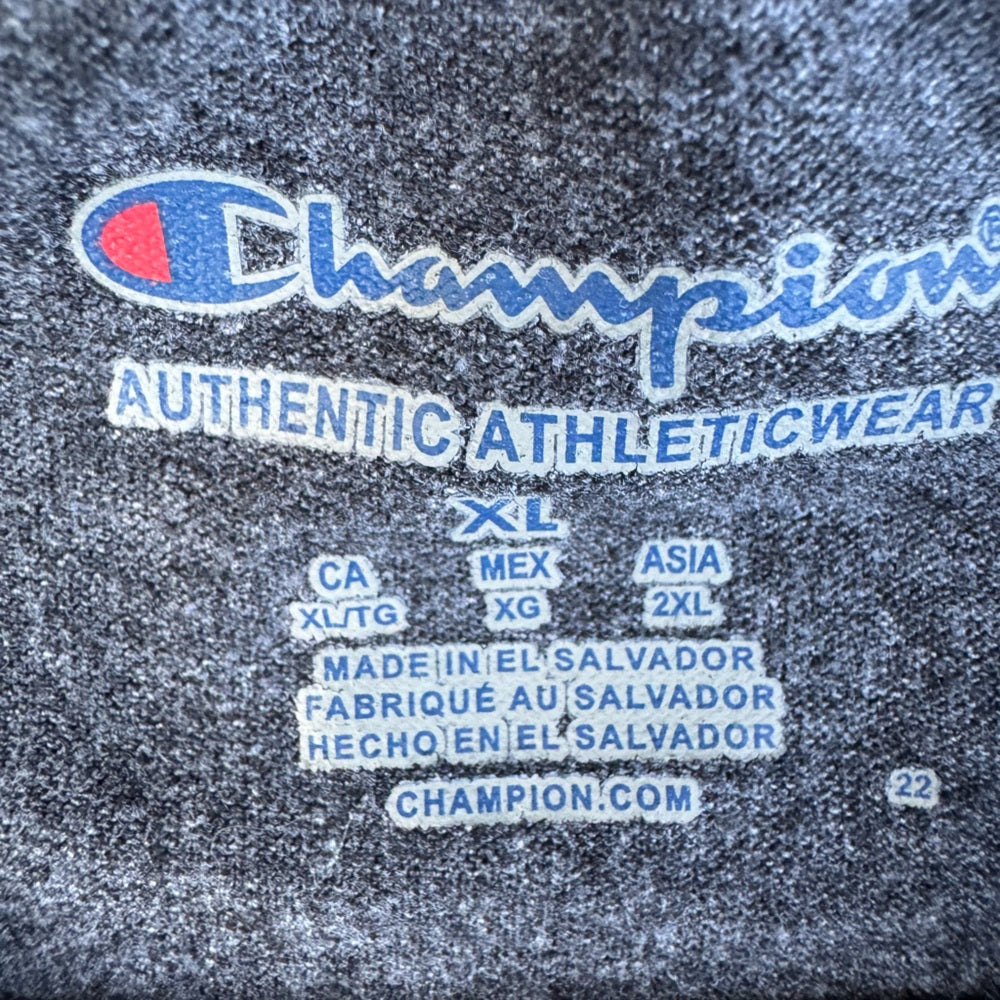 Champion®
AUTHENTIC ATHLETICWEAR
XL
CA MEX ASIA
XL/TG XG 2XL
MADE IN EL SALVADOR
FABRIQUÉ AU SALVADOR
HECHO EN EL SALVADOR
CHAMPION.COM
22